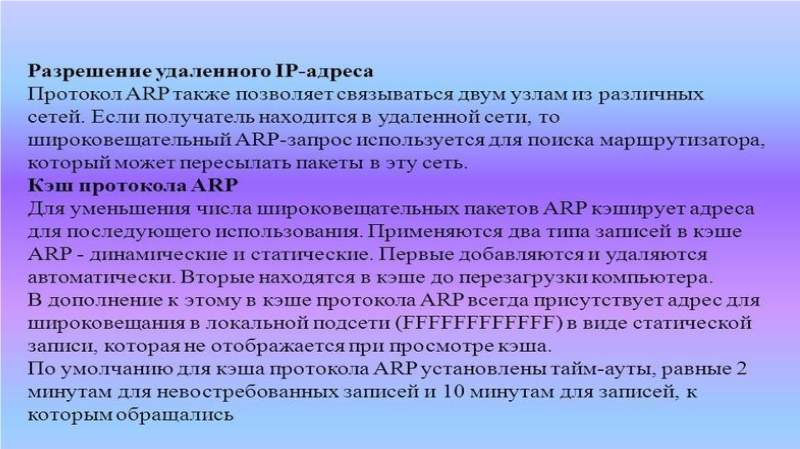 Разрешение удаленного IP-адреса
Протокол ARP также позволяет связываться двум узлам из различных
сетей. Если получатель находится в удаленной сети, то
широковещательный ARP-запрос используется для поиска маршрутизатора,
который может пересылать пакеты в эту сеть.
Кэш протокола ARP
Для уменьшения числа широковещательных пакетов ARP кэширует адреса
для последующего использования. Применяются два типа записей в кэше
ARP - динамические и статические. Первые добавляются и удаляются
автоматически. Вторые находятся в кэше до перезагрузки компьютера.
В дополнение к этому в кэше протокола ARP всегда присутствует адрес для
широковещания в локальной подсети (FFFFFFFFFFFF) в виде статической
записи, которая не отображается при просмотре кэша.
По умолчанию для кэша протокола ARP установлены тайм-ауты, равные 2
минутам для невостребованных записей и 10 минутам для записей, к
которым обращались